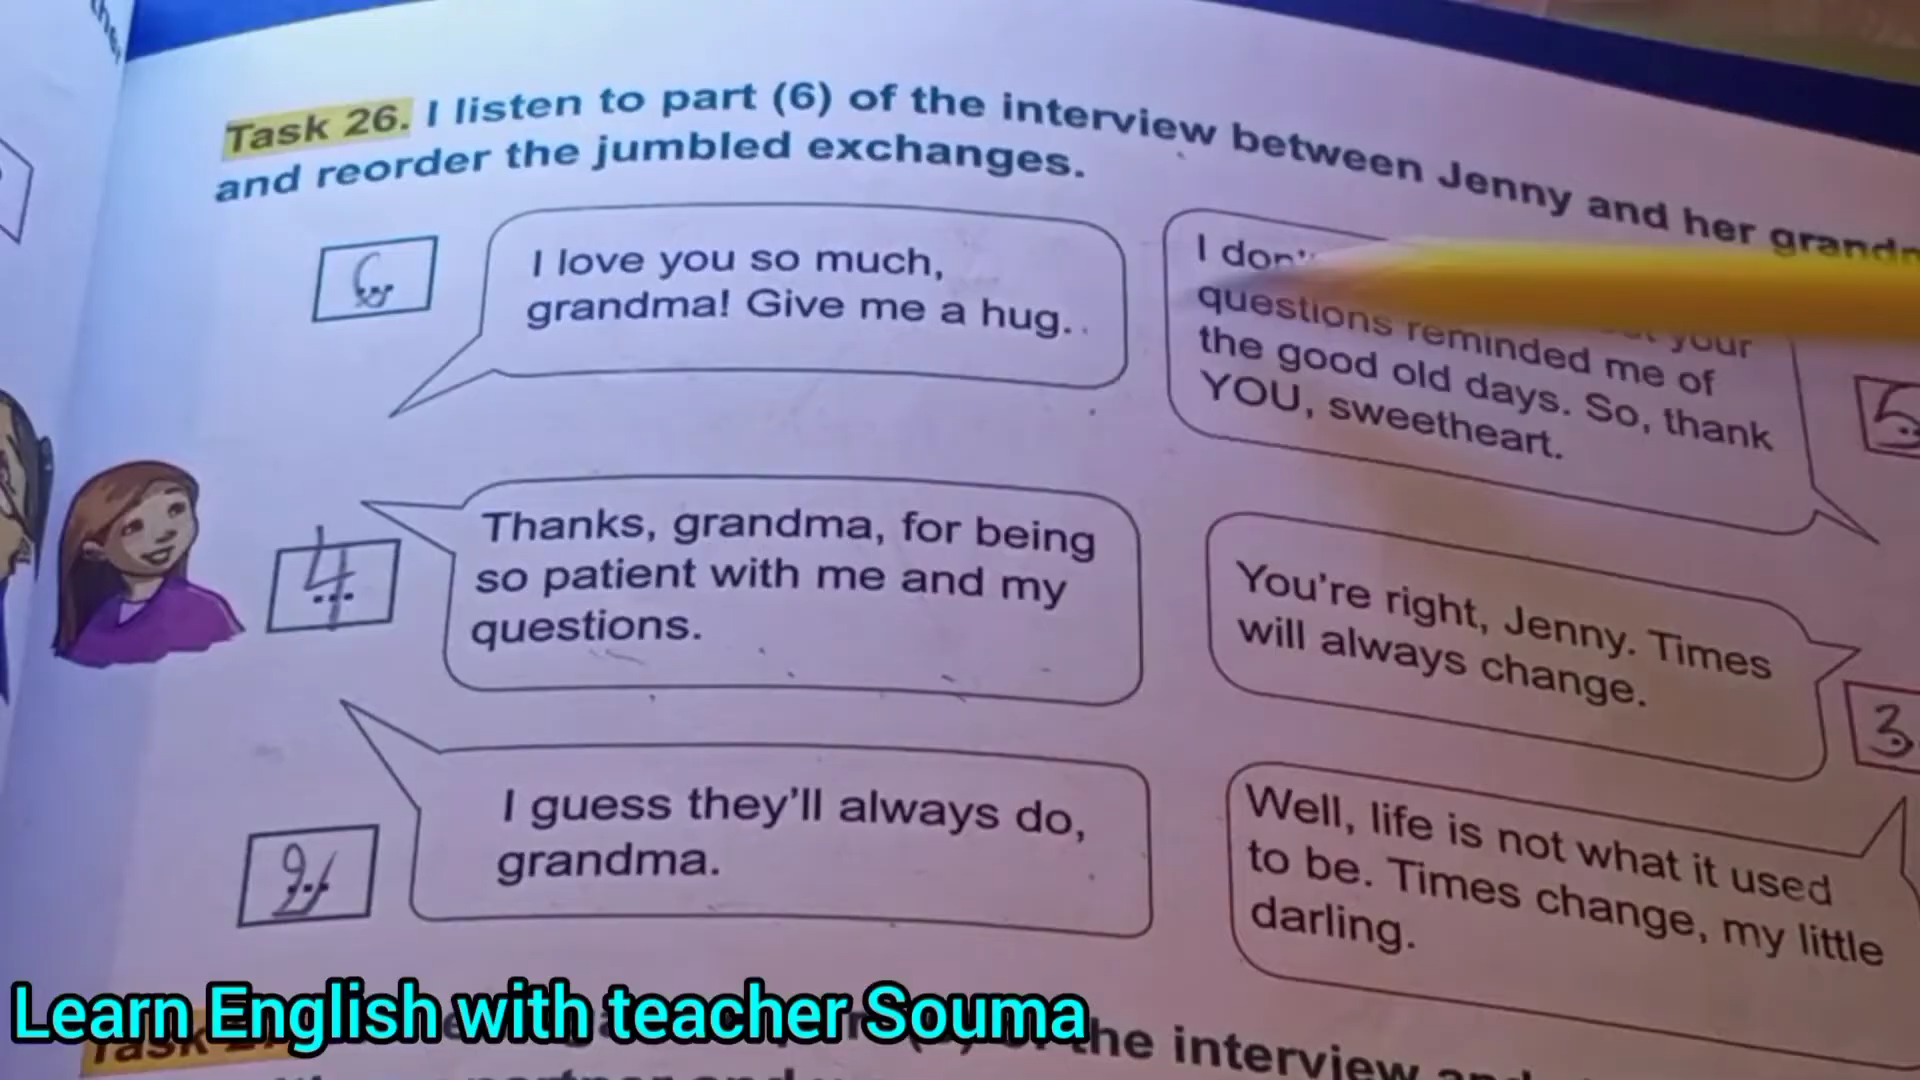 Task 26. I listen to part (6) of the interview between Jenny and her
and reorder the jumbled exchanges.
6
I love you so much,
grandma! Give me a hug.
I
questions reminded me of your
the good old days. So, thank
YOU, sweetheart.
5
4
Thanks, grandma, for being
so patient with me and my
questions.
You're right, Jenny. Times
will always change.
3
2
I guess they'll always do,
grandma.
Well, life is not what it used
to be. Times change, my little
darling.
Learn English with teacher Souma
the interview